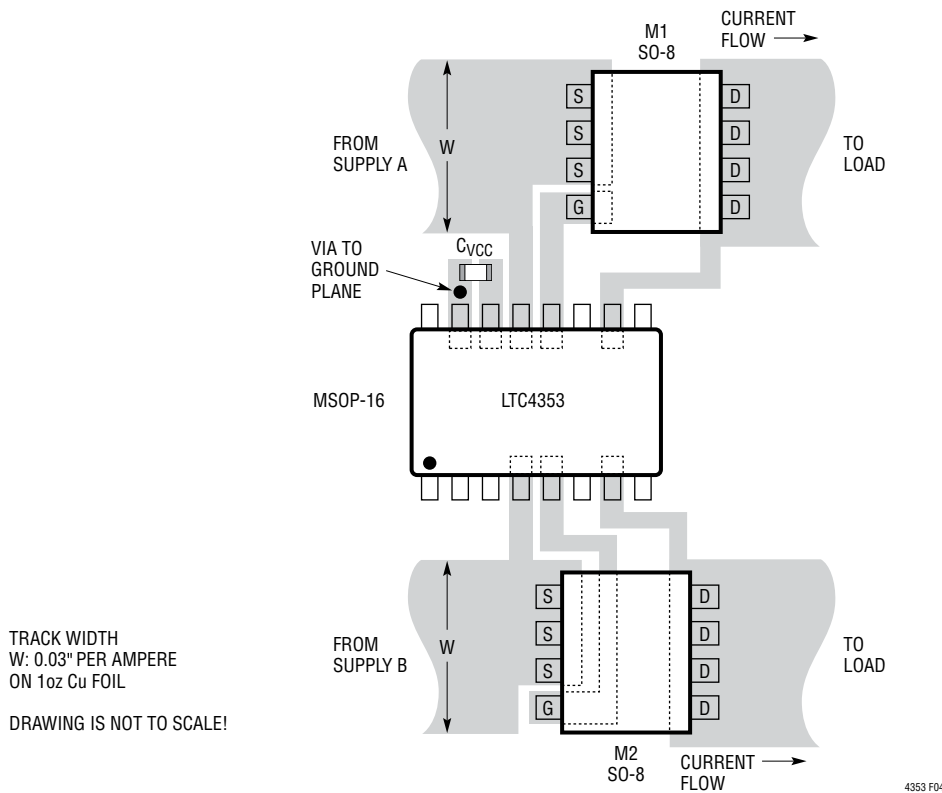 CURRENT
FLOW
M1
SO-8
S
D
S
D
S
D
G
D
FROM
SUPPLY A
W
TO
LOAD
VIA TO
GROUND
PLANE
CVCC
MSOP-16
LTC4353
FROM
SUPPLY B
W
S
D
S
D
S
D
G
D
TO
LOAD
M2
SO-8
CURRENT
FLOW
TRACK WIDTH
W: 0.03" PER AMPERE
ON 1oz Cu FOIL
DRAWING IS NOT TO SCALE!
4353 F04